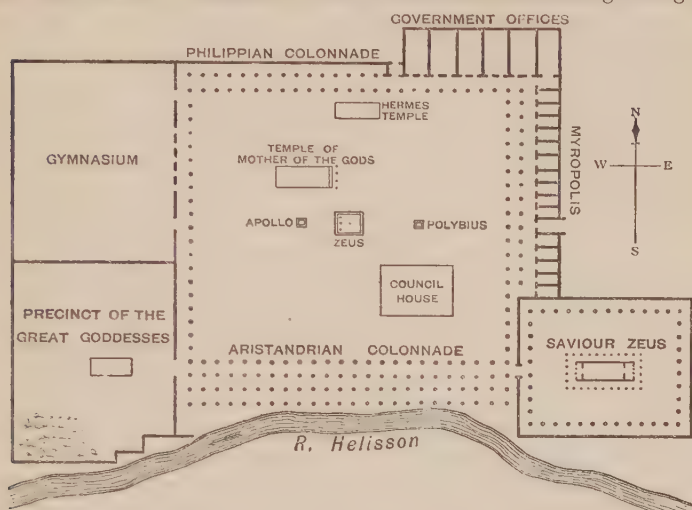 GOVERNMENT OFFICES
PHILIPPIAN COLONNADE
HERMES
TEMPLE
MYROPOLIS
N
W
E
S
GYMNASIUM
TEMPLE OF
MOTHER OF THE GODS
APOLLO
ZEUS
POLYBIUS
COUNCIL
HOUSE
PRECINCT OF THE
GREAT GODDESSES
ARISTANDRIAN COLONNADE
SAVIOUR ZEUS
R. Helisson